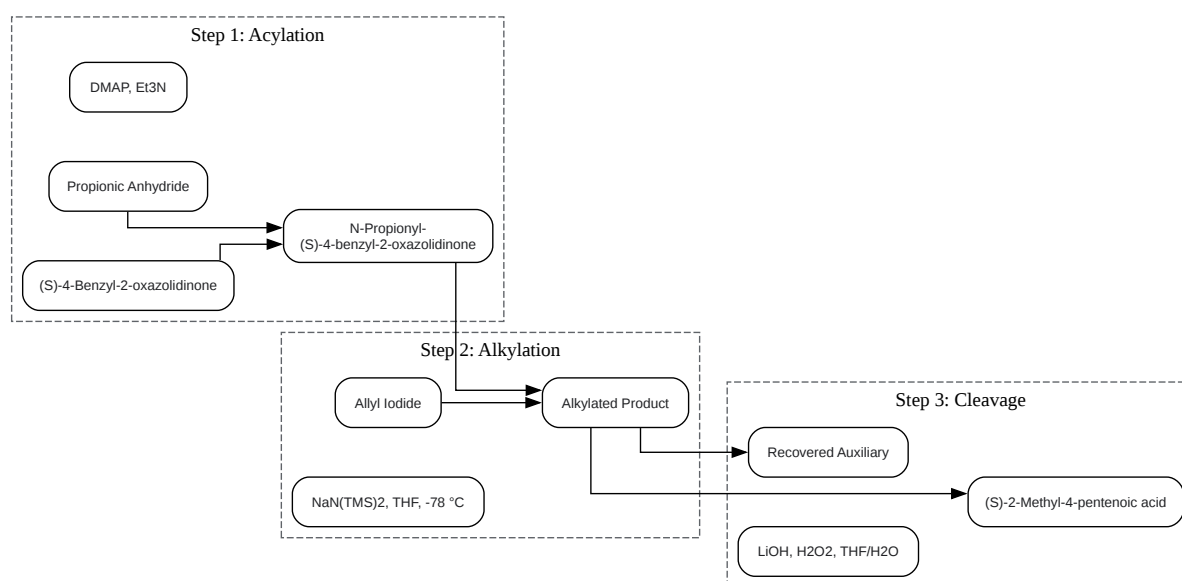 Step 1: Acylation
DMAP, Et3N
Propionic Anhydride
N-Propionyl-
(S)-4-benzyl-2-oxazolidinone
(S)-4-Benzyl-2-oxazolidinone
Step 2: Alkylation
Allyl Iodide
Alkylated Product
NaN(TMS)2, THF, -78 °C
Step 3: Cleavage
Recovered Auxiliary
(S)-2-Methyl-4-pentenoic acid
LiOH, H2O2, THF/H2O